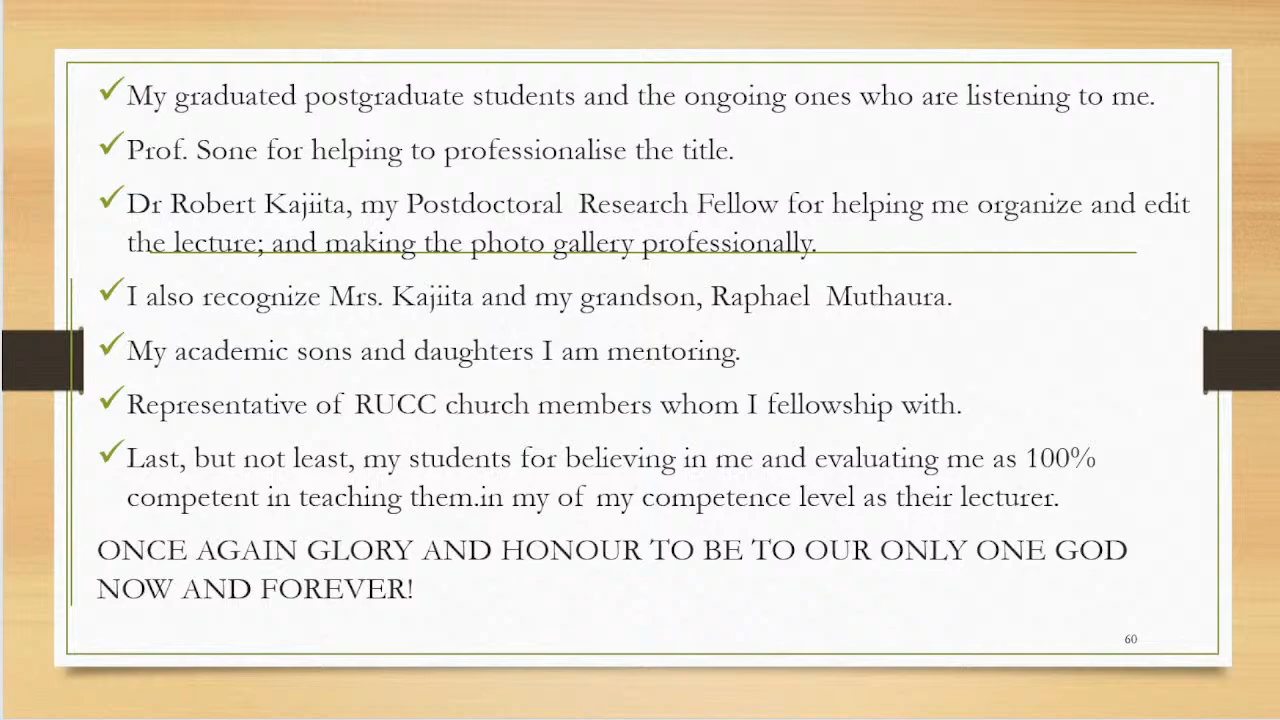 My graduated postgraduate students and the ongoing ones who are listening to me.
Prof. Sone for helping to professionalise the title.
Dr Robert Kajiita, my Postdoctoral  Research Fellow for helping me organize and edit
the lecture; and making the photo gallery professionally.
I also recognize Mrs. Kajiita and my grandson, Raphael  Muthaura.
My academic sons and daughters I am mentoring.
Representative of RUCC church members whom I fellowship with.
Last, but not least, my students for believing in me and evaluating me as 100%
competent in teaching them.in my of my competence level as their lecturer.
ONCE AGAIN GLORY AND HONOUR TO BE TO OUR ONLY ONE GOD
NOW AND FOREVER!
60